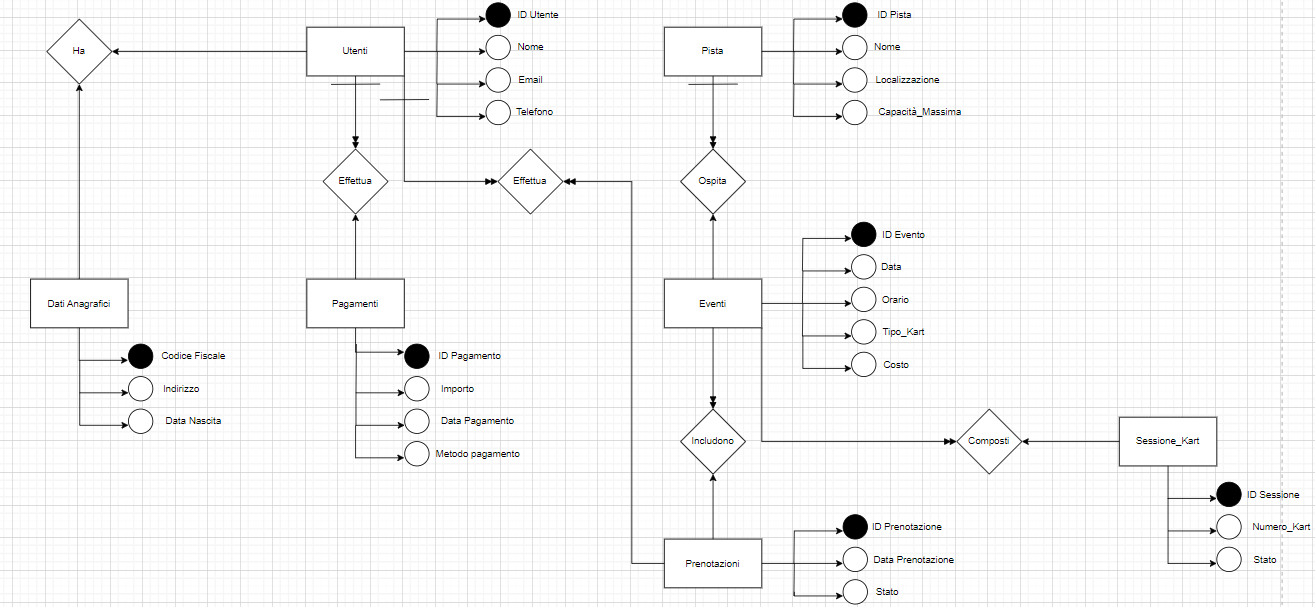 Ha
Utenti
ID Utente
Nome
Email
Telefono
Pista
ID Pista
Nome
Localizzazione
Capacità_Massima
Effettua
Effettua
Ospita
Dati Anagrafici
Codice Fiscale
Indirizzo
Data Nascita
Pagamenti
ID Pagamento
Importo
Data Pagamento
Metodo pagamento
Eventi
ID Evento
Data
Orario
Tipo_Kart
Costo
Includono
Composti
Sessione_Kart
ID Sessione
Numero_Kart
Stato
Prenotazioni
ID Prenotazione
Data Prenotazione
Stato